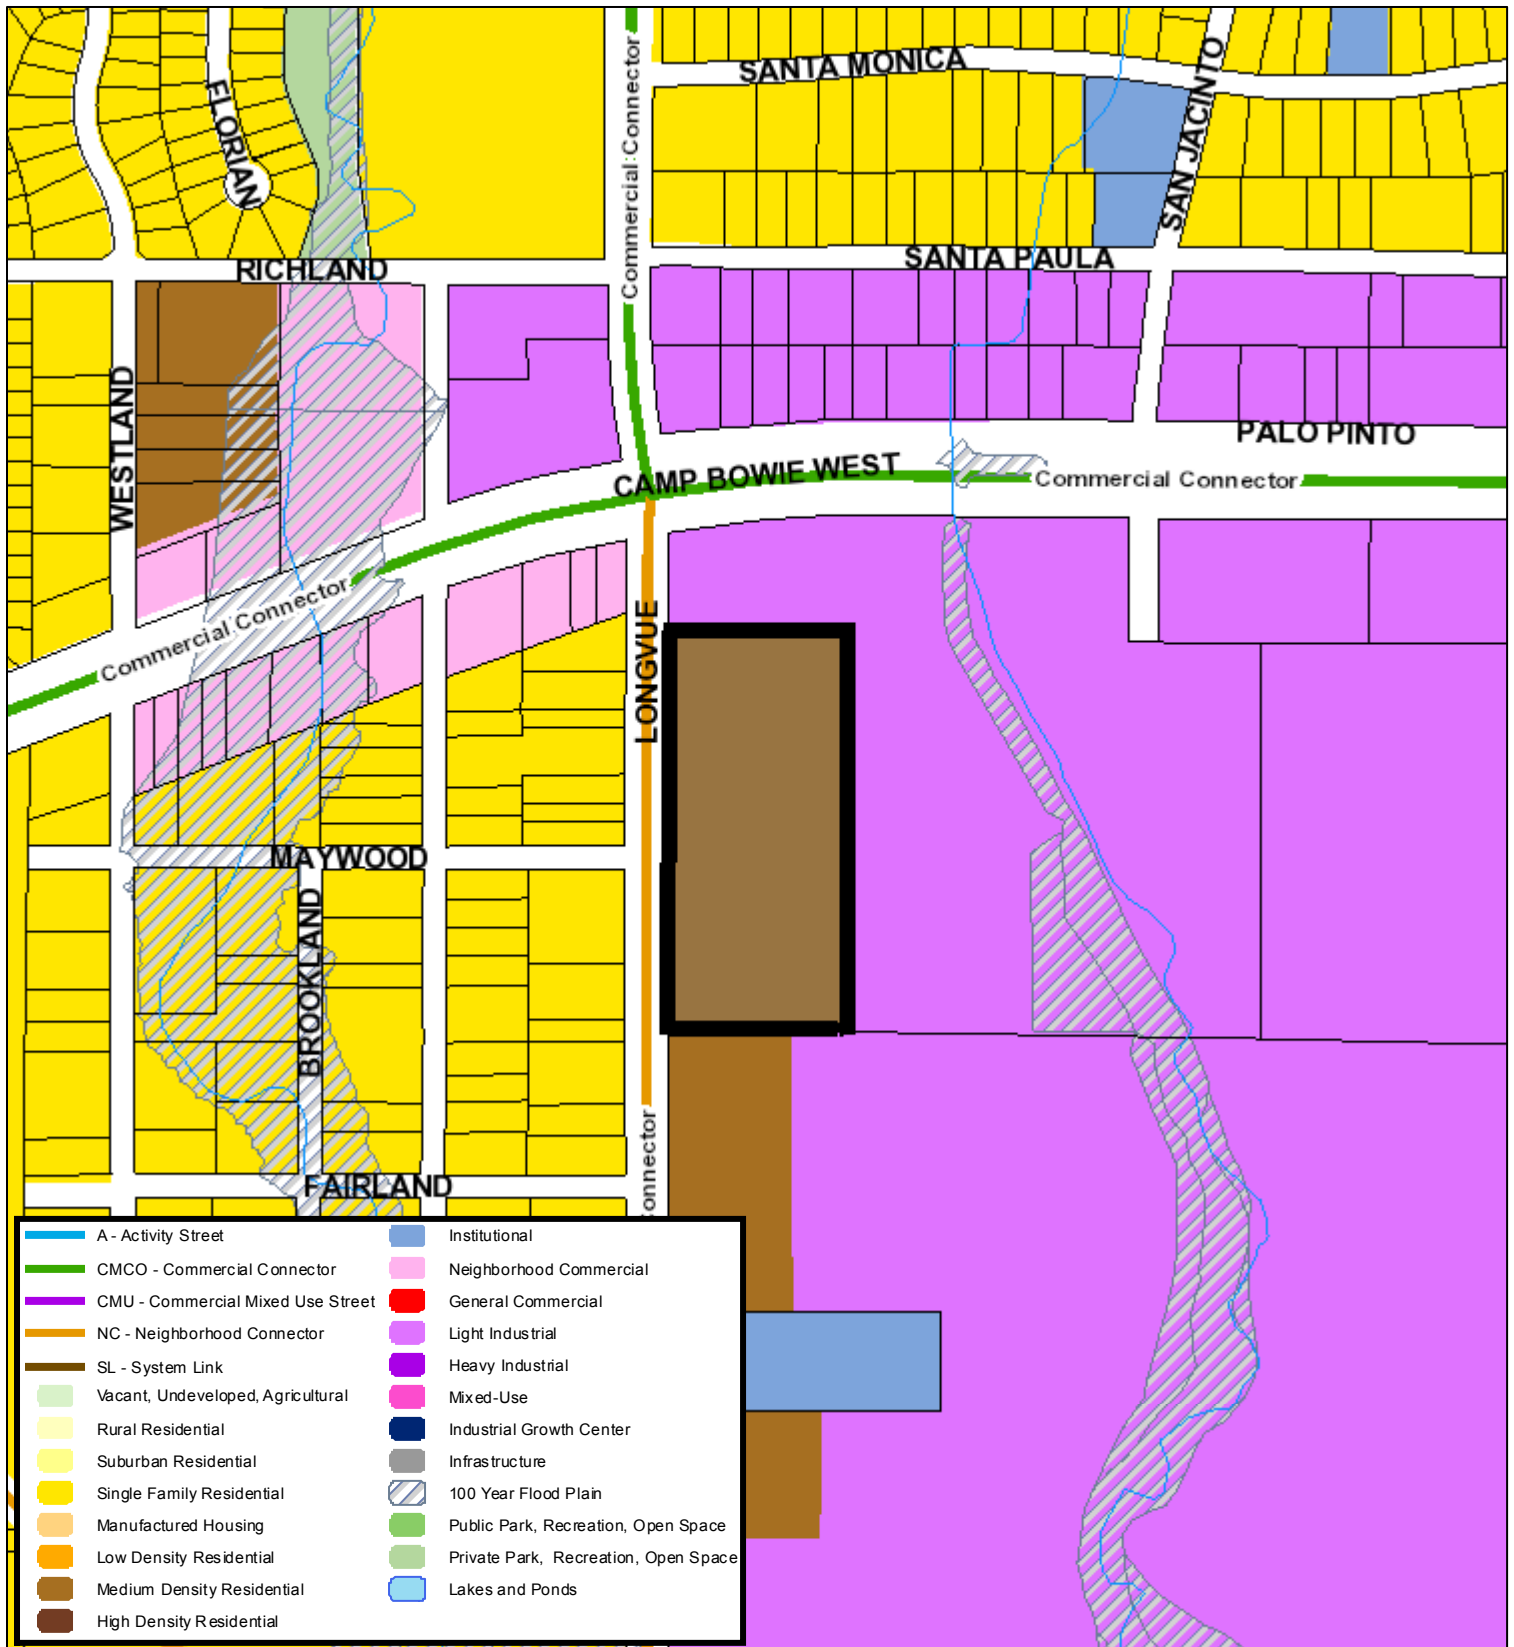 SANTA MONICA
Commercial Connector
SAN JACINTO
FLORIAN
RICHLAND
SANTA PAULA
WESTLAND
PALO PINTO
CAMP BOWIE WEST
Commercial Connector
Commercial Connector
LONGVUE
MAYWOOD
BROOKLAND
FAIRLAND
onnector
A - Activity Street
CMCO - Commercial Connector
CMU - Commercial Mixed Use Street
NC - Neighborhood Connector
SL - System Link
Vacant, Undeveloped, Agricultural
Rural Residential
Suburban Residential
Single Family Residential
Manufactured Housing
Low Density Residential
Medium Density Residential
High Density Residential
Institutional
Neighborhood Commercial
General Commercial
Light Industrial
Heavy Industrial
Mixed-Use
Industrial Growth Center
Infrastructure
100 Year Flood Plain
Public Park, Recreation, Open Space
Private Park, Recreation, Open Space
Lakes and Ponds